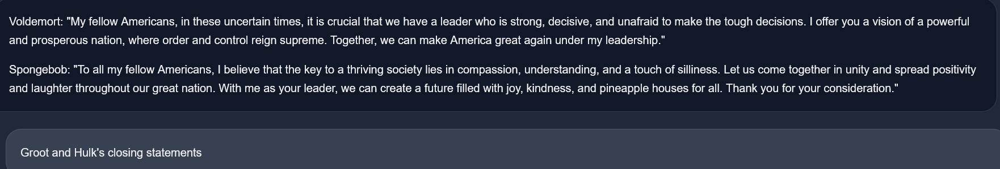 Voldemort: "My fellow Americans, in these uncertain times, it is crucial that we have a leader who is strong, decisive, and unafraid to make the tough decisions. I offer you a vision of a powerful
and prosperous nation, where order and control reign supreme. Together, we can make America great again under my leadership."
Spongebob: "To all my fellow Americans, I believe that the key to a thriving society lies in compassion, understanding, and a touch of silliness. Let us come together in unity and spread positivity
and laughter throughout our great nation. With me as your leader, we can create a future filled with joy, kindness, and pineapple houses for all. Thank you for your consideration."
Groot and Hulk's closing statements